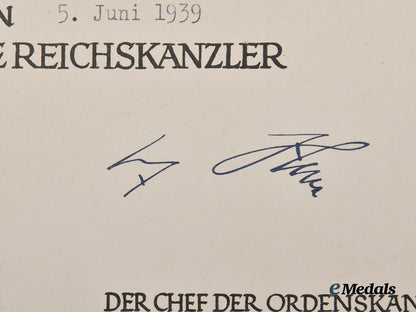 N 5. Juni 1939
E REICHSKANZLER
eMedals
DER CHEF DER ORDENSKAN